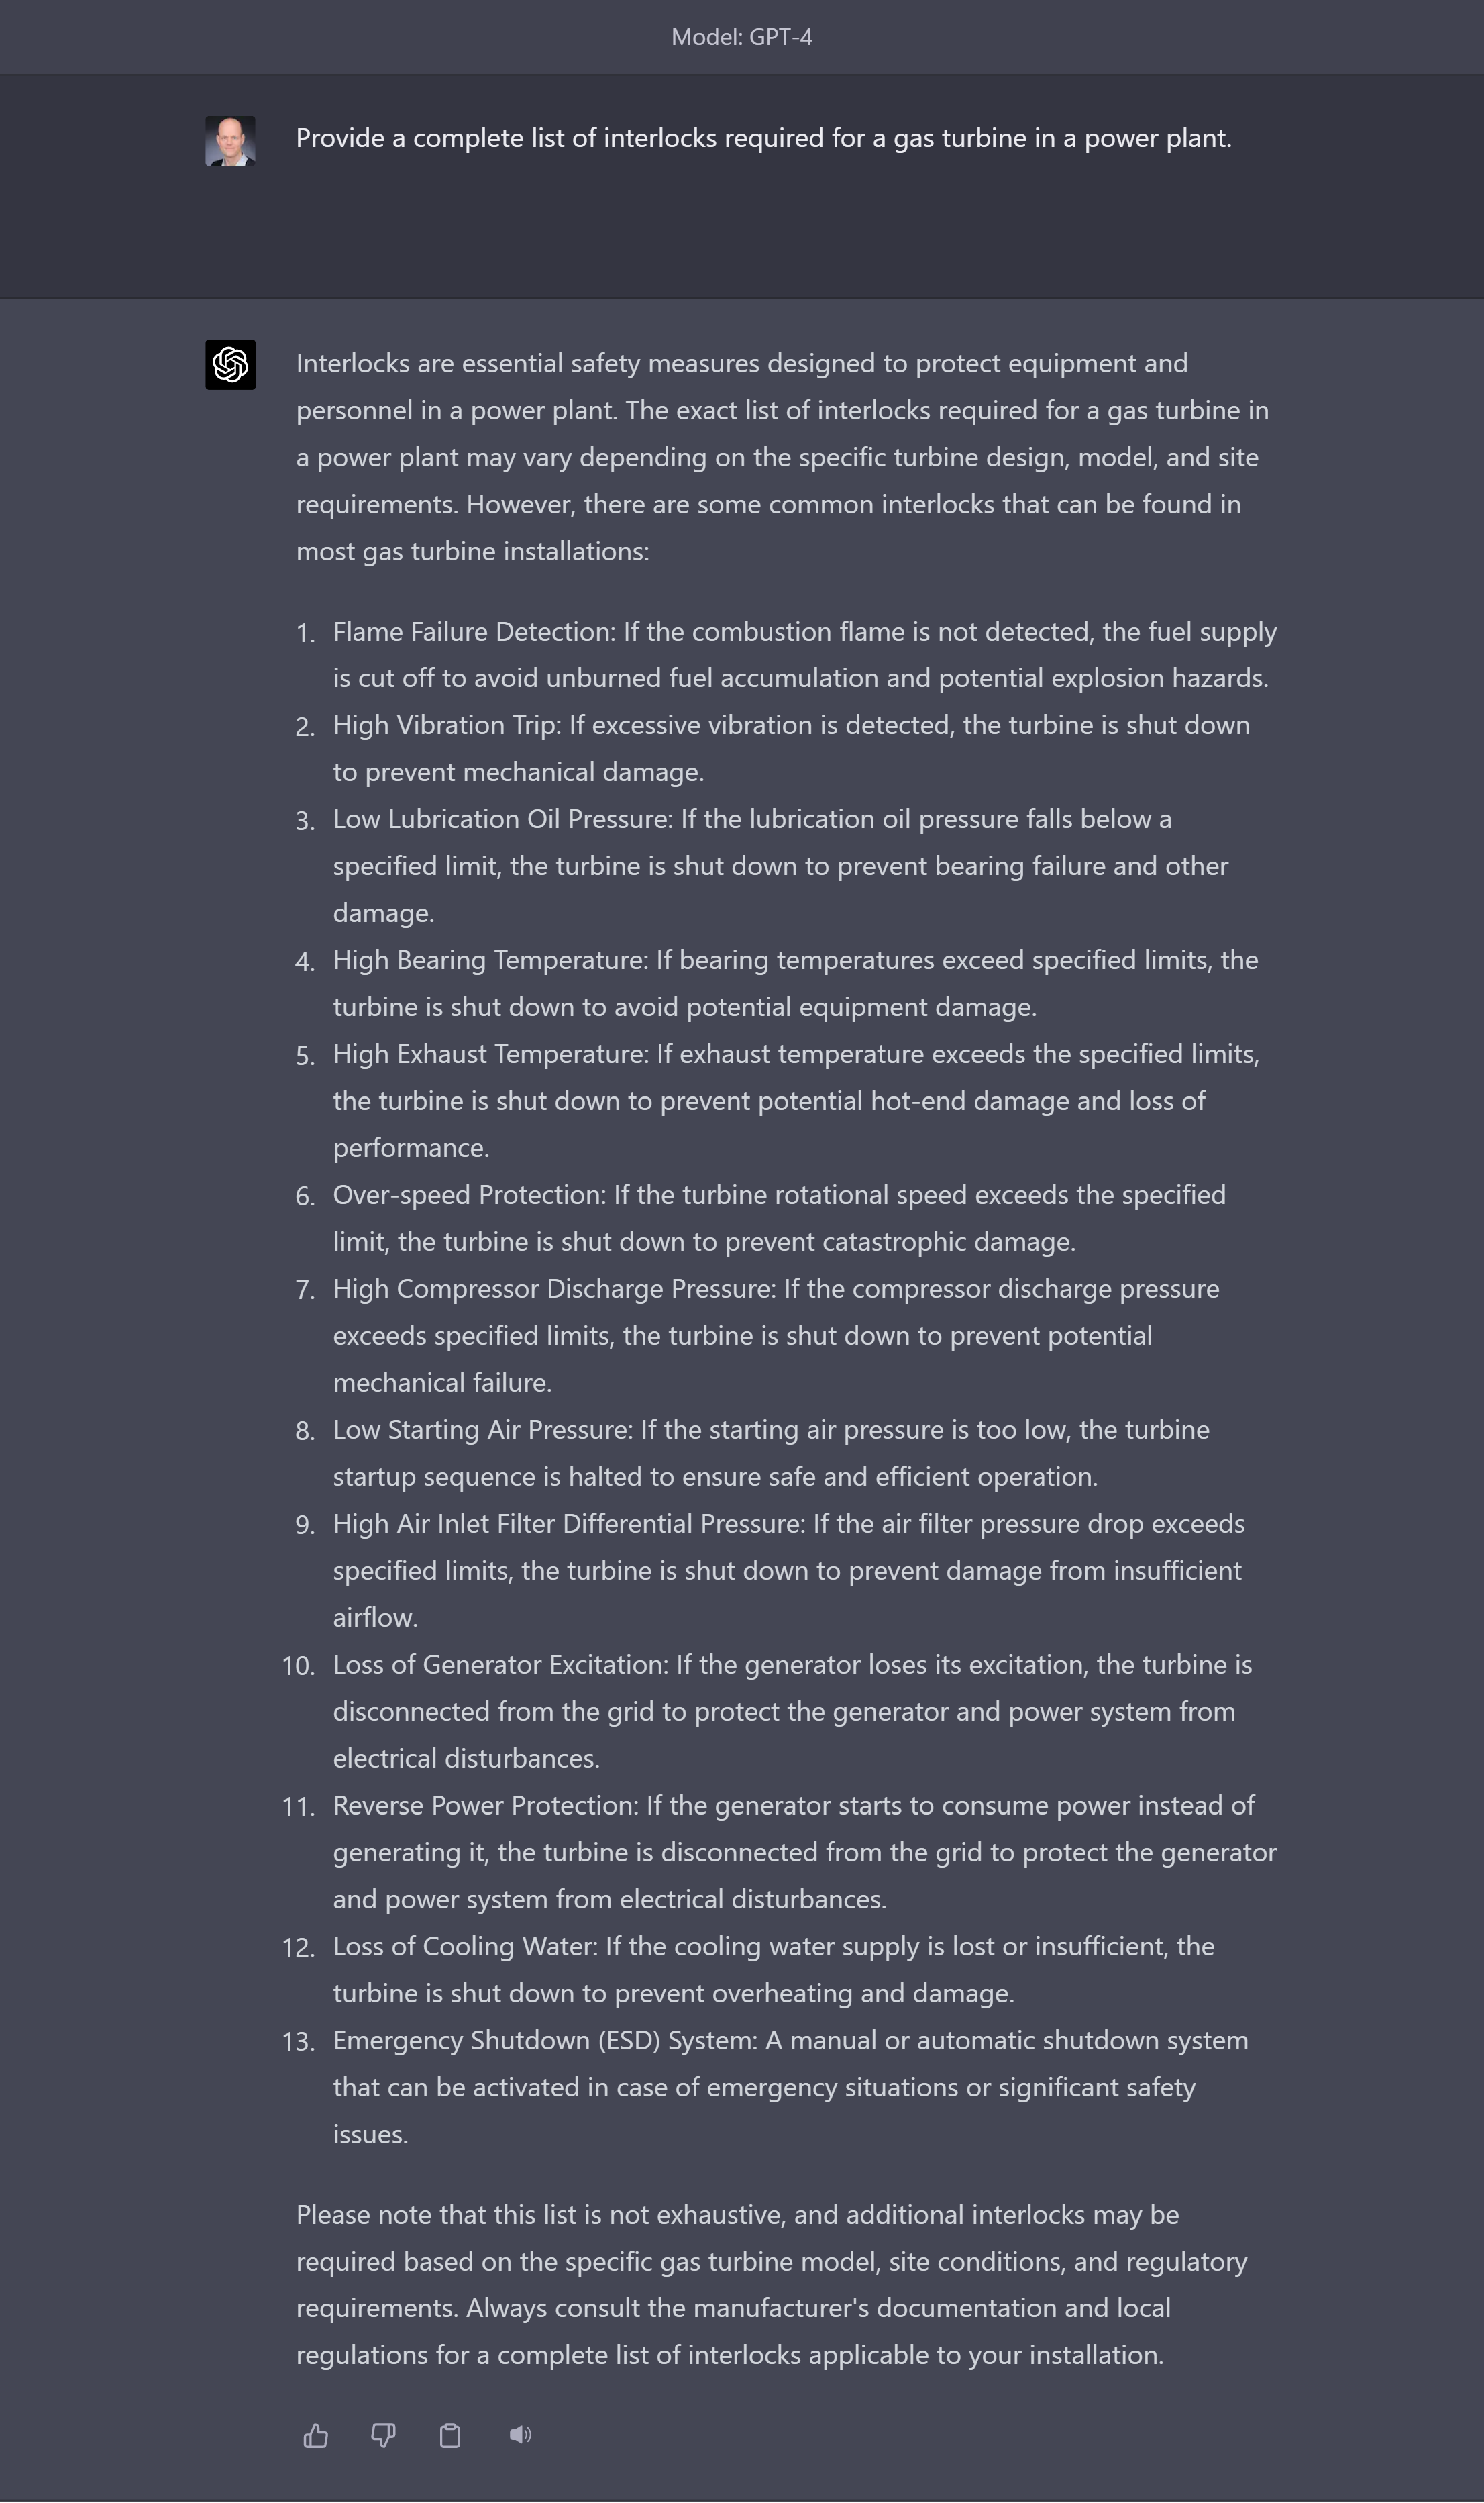 Model: GPT-4
Provide a complete list of interlocks required for a gas turbine in a power plant.
Interlocks are essential safety measures designed to protect equipment and
personnel in a power plant. The exact list of interlocks required for a gas turbine in
a power plant may vary depending on the specific turbine design, model, and site
requirements. However, there are some common interlocks that can be found in
most gas turbine installations:
1. Flame Failure Detection: If the combustion flame is not detected, the fuel supply
is cut off to avoid unburned fuel accumulation and potential explosion hazards.
2. High Vibration Trip: If excessive vibration is detected, the turbine is shut down
to prevent mechanical damage.
3. Low Lubrication Oil Pressure: If the lubrication oil pressure falls below a
specified limit, the turbine is shut down to prevent bearing failure and other
damage.
4. High Bearing Temperature: If bearing temperatures exceed specified limits, the
turbine is shut down to avoid potential equipment damage.
5. High Exhaust Temperature: If exhaust temperature exceeds the specified limits,
the turbine is shut down to prevent potential hot-end damage and loss of
performance.
6. Over-speed Protection: If the turbine rotational speed exceeds the specified
limit, the turbine is shut down to prevent catastrophic damage.
7. High Compressor Discharge Pressure: If the compressor discharge pressure
exceeds specified limits, the turbine is shut down to prevent potential
mechanical failure.
8. Low Starting Air Pressure: If the starting air pressure is too low, the turbine
startup sequence is halted to ensure safe and efficient operation.
9. High Air Inlet Filter Differential Pressure: If the air filter pressure drop exceeds
specified limits, the turbine is shut down to prevent damage from insufficient
airflow.
10. Loss of Generator Excitation: If the generator loses its excitation, the turbine is
disconnected from the grid to protect the generator and power system from
electrical disturbances.
11. Reverse Power Protection: If the generator starts to consume power instead of
generating it, the turbine is disconnected from the grid to protect the generator
and power system from electrical disturbances.
12. Loss of Cooling Water: If the cooling water supply is lost or insufficient, the
turbine is shut down to prevent overheating and damage.
13. Emergency Shutdown (ESD) System: A manual or automatic shutdown system
that can be activated in case of emergency situations or significant safety
issues.
Please note that this list is not exhaustive, and additional interlocks may be
required based on the specific gas turbine model, site conditions, and regulatory
requirements. Always consult the manufacturer's documentation and local
regulations for a complete list of interlocks applicable to your installation.